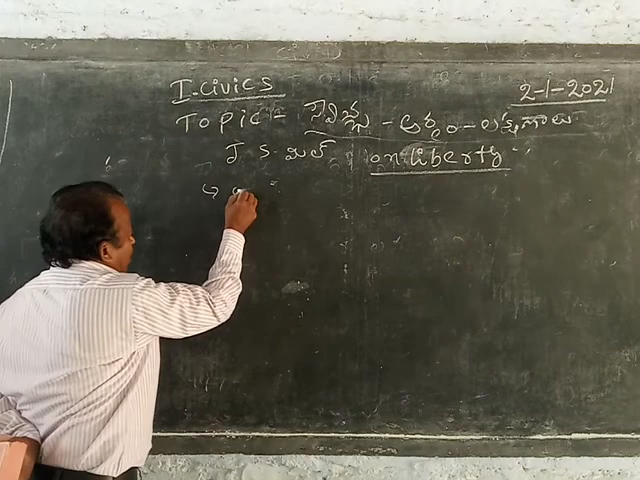 I. Civics 2-1-2021
Topic - స్వేచ్ఛ - అర్థం - లక్షణాలు
J S. మిల్ on liberty